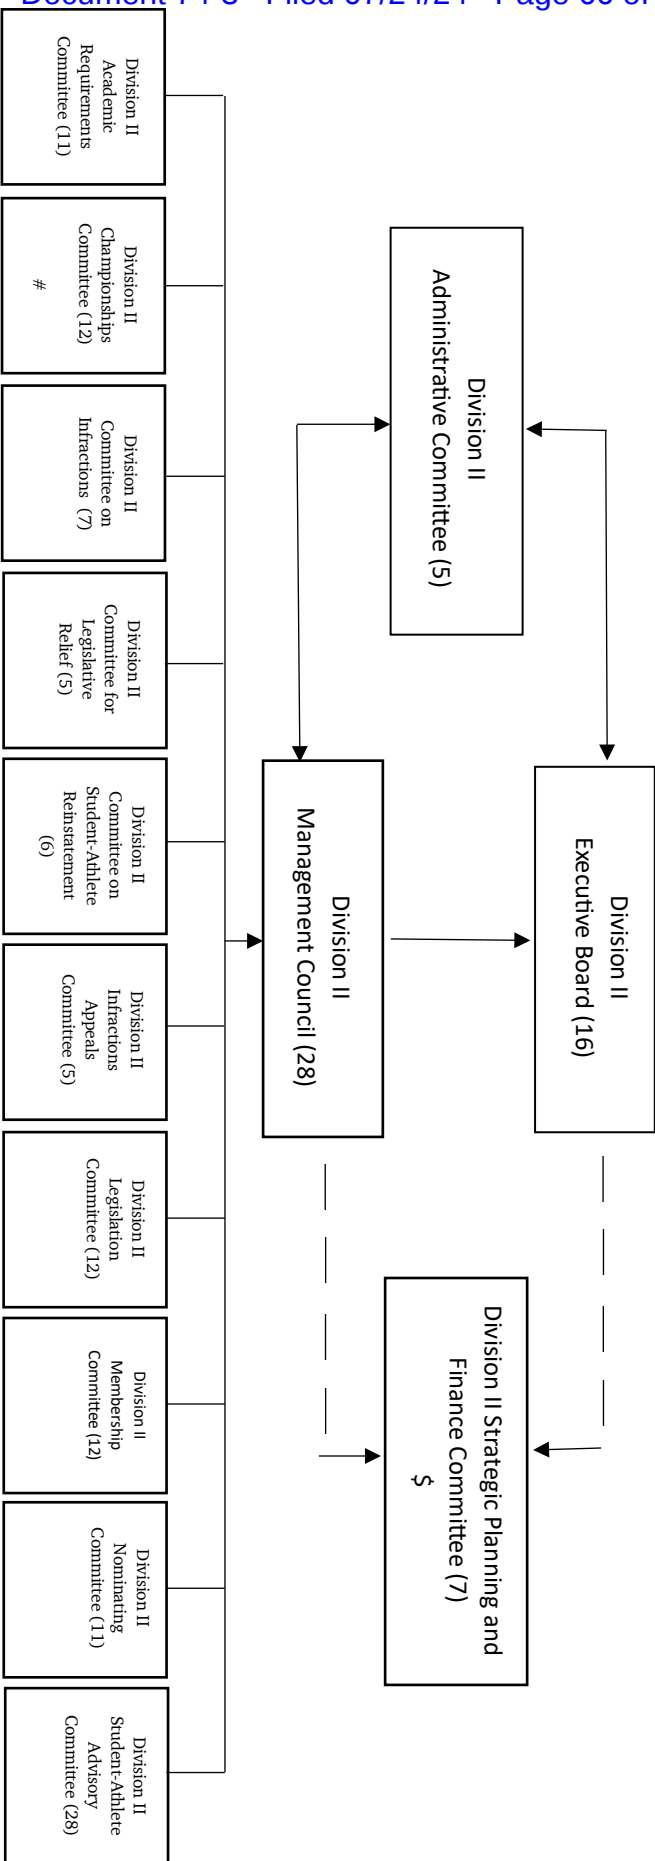 Document 74-3 Filed 07/24/24 Page 66 of
Division II
Executive Board (16)
Division II
Administrative Committee (5)
Division II Strategic Planning and
Finance Committee (7)
$
Division II
Management Council (28)
Division II
Academic
Requirements
Committee (11)
Division II
Championships
Committee (12)
#
Division II
Committee on
Infractions (7)
Division II
Committee for
Legislative
Relief (5)
Division II
Committee on
Student-Athlete
Reinstatement
(6)
Division II
Infractions
Appeals
Committee (5)
Division II
Legislation
Committee (12)
Division II
Membership
Committee (12)
Division II
Nominating
Committee (11)
Division II
Student-Athlete
Advisory
Committee (28)